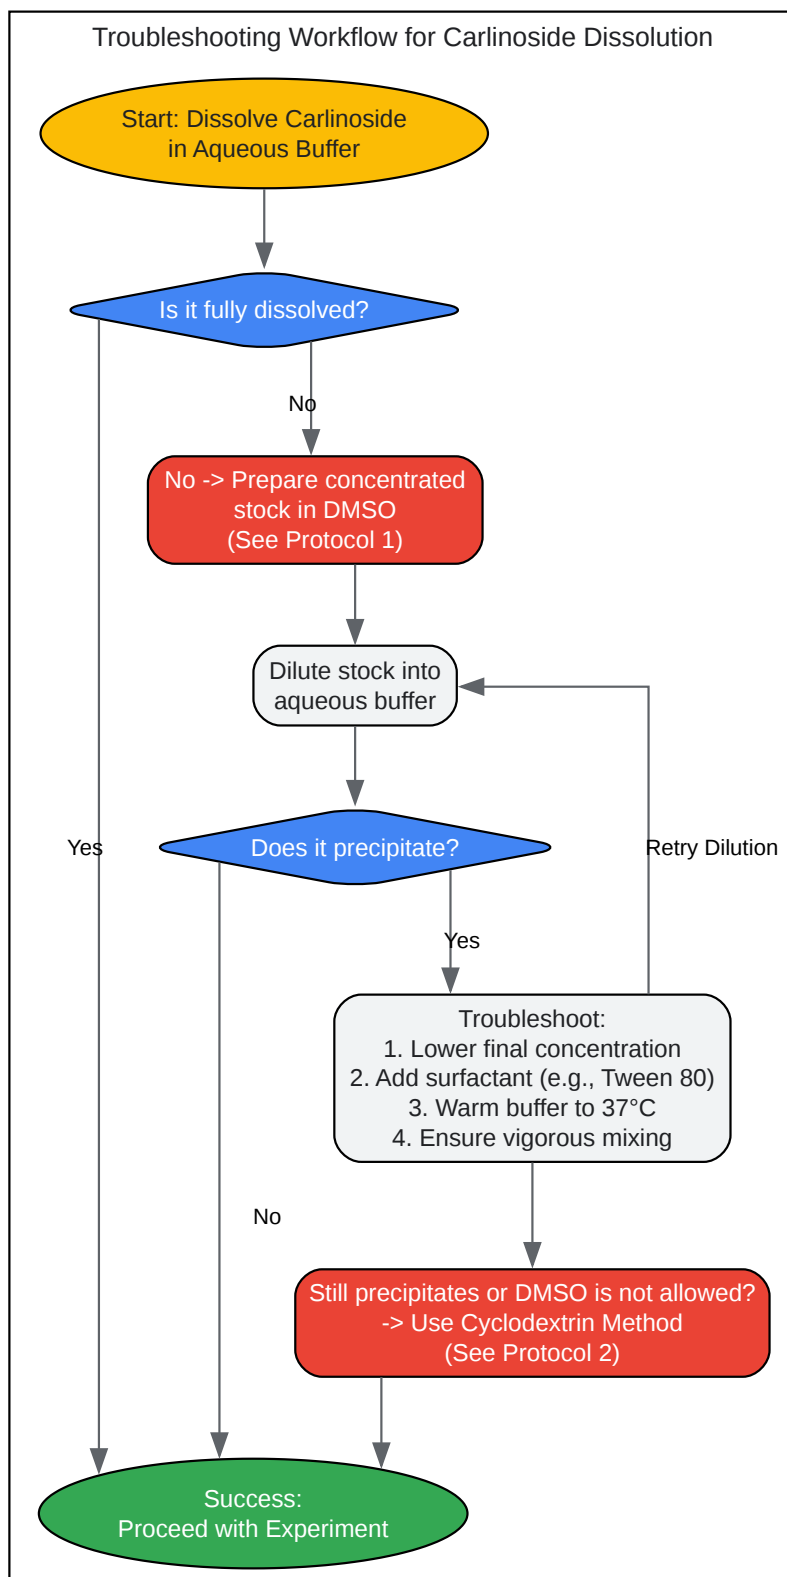 Troubleshooting Workflow for Carlinoside Dissolution
Start: Dissolve Carlinoside
in Aqueous Buffer
Is it fully dissolved?
No
No -> Prepare concentrated
stock in DMSO
(See Protocol 1)
Dilute stock into
aqueous buffer
Yes
Does it precipitate?
Retry Dilution
Yes
Troubleshoot:
1. Lower final concentration
2. Add surfactant (e.g., Tween 80)
3. Warm buffer to 37°C
4. Ensure vigorous mixing
No
Still precipitates or DMSO is not allowed?
-> Use Cyclodextrin Method
(See Protocol 2)
Success:
Proceed with Experiment